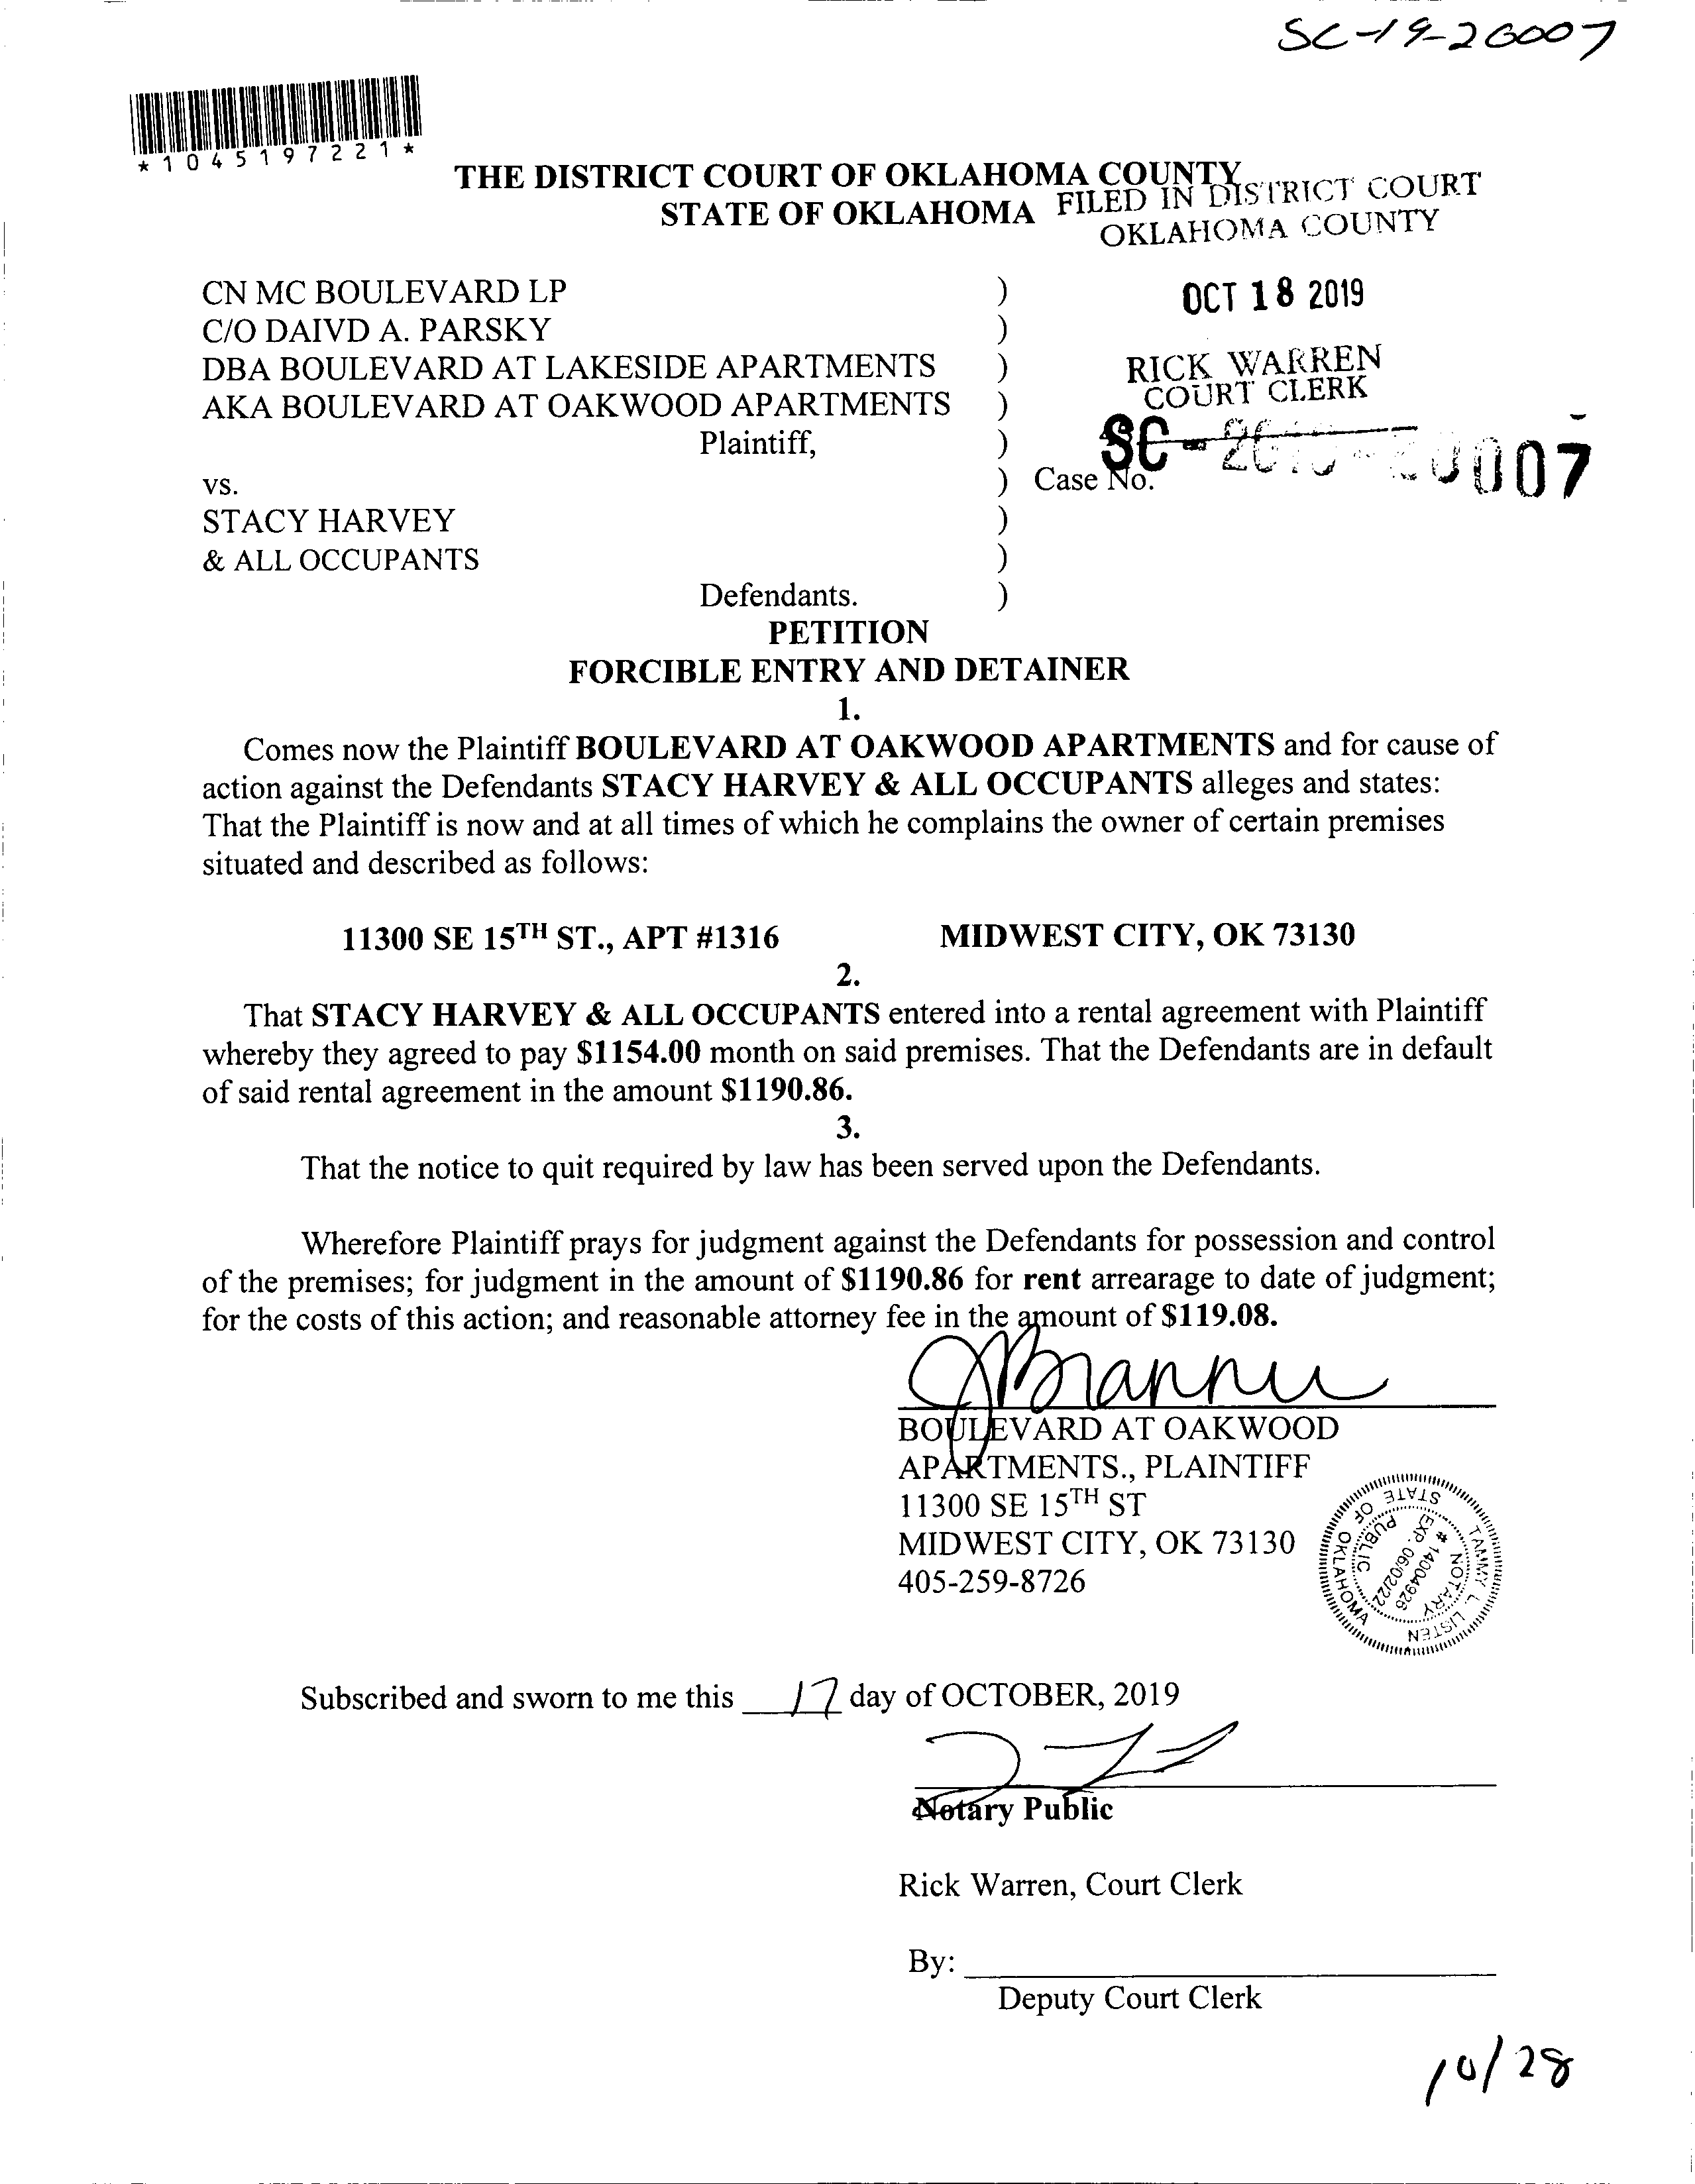 SC-19-20007
*1045197221*
THE DISTRICT COURT OF OKLAHOMA COUNTY
STATE OF OKLAHOMA
FILED IN DISTRICT COURT
OKLAHOMA COUNTY
CN MC BOULEVARD LP )
OCT 18 2019
C/O DAIVD A. PARSKY )
DBA BOULEVARD AT LAKESIDE APARTMENTS )
RICK WARREN
COURT CLERK
AKA BOULEVARD AT OAKWOOD APARTMENTS )
Plaintiff, )
vs. ) Case No. SC-
STACY HARVEY )
& ALL OCCUPANTS )
Defendants. )
PETITION
FORCIBLE ENTRY AND DETAINER
1.
Comes now the Plaintiff BOULEVARD AT OAKWOOD APARTMENTS and for cause of
action against the Defendants STACY HARVEY & ALL OCCUPANTS alleges and states:
That the Plaintiff is now and at all times of which he complains the owner of certain premises
situated and described as follows:
11300 SE 15TH ST., APT #1316 MIDWEST CITY, OK 73130
2.
That STACY HARVEY & ALL OCCUPANTS entered into a rental agreement with Plaintiff
whereby they agreed to pay $1154.00 month on said premises. That the Defendants are in default
of said rental agreement in the amount $1190.86.
3.
That the notice to quit required by law has been served upon the Defendants.
Wherefore Plaintiff prays for judgment against the Defendants for possession and control
of the premises; for judgment in the amount of $1190.86 for rent arrearage to date of judgment;
for the costs of this action; and reasonable attorney fee in the amount of $119.08.
BOULEVARD AT OAKWOOD
APARTMENTS., PLAINTIFF
11300 SE 15TH ST
MIDWEST CITY, OK 73130
405-259-8726
TAMMY L. LISTEN
STATE OF OKLAHOMA
NOTARY PUBLIC
# 14004926
EXP. 06/02/22
Subscribed and sworn to me this 17 day of OCTOBER, 2019
Notary Public
Rick Warren, Court Clerk
By:
Deputy Court Clerk
10/28